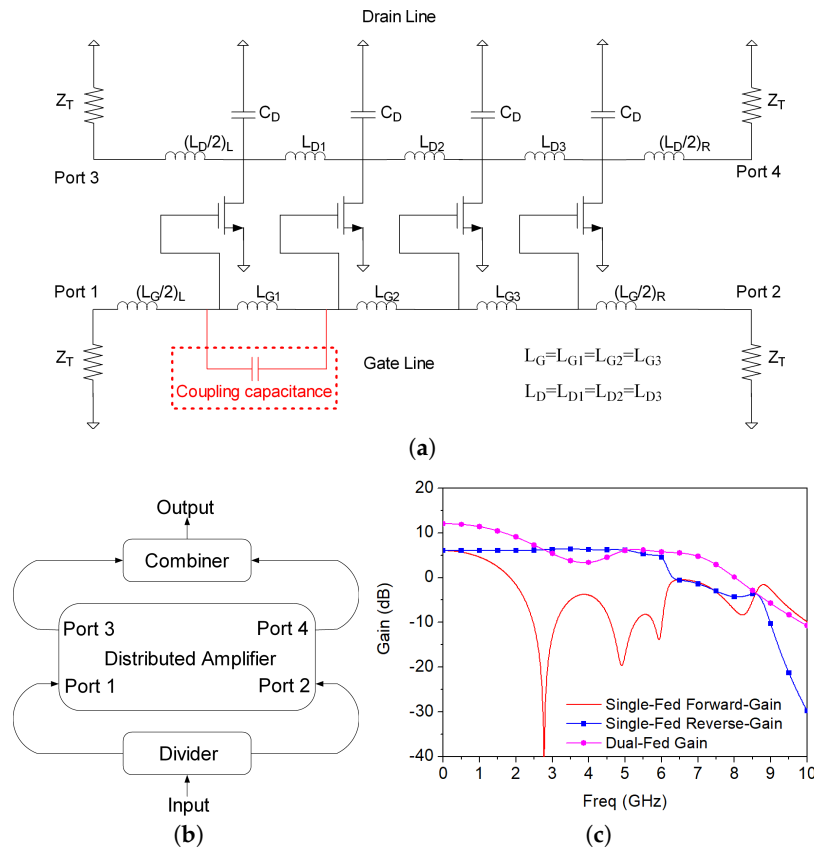 Drain Line
Z_T
C_D
C_D
C_D
C_D
Z_T
(L_D/2)_L
L_D1
L_D2
L_D3
(L_D/2)_R
Port 3
Port 4
Port 1
(L_G/2)_L
L_G1
L_G2
L_G3
(L_G/2)_R
Port 2
Z_T
Coupling capacitance
Gate Line
L_G=L_G1=L_G2=L_G3
L_D=L_D1=L_D2=L_D3
Z_T
(a)
Output
Combiner
Port 3
Port 4
Distributed Amplifier
Port 1
Port 2
Divider
Input
(b)
20
10
0
-10
-20
-30
-40
Gain (dB)
Single-Fed Forward-Gain
Single-Fed Reverse-Gain
Dual-Fed Gain
0 1 2 3 4 5 6 7 8 9 10
Freq (GHz)
(c)